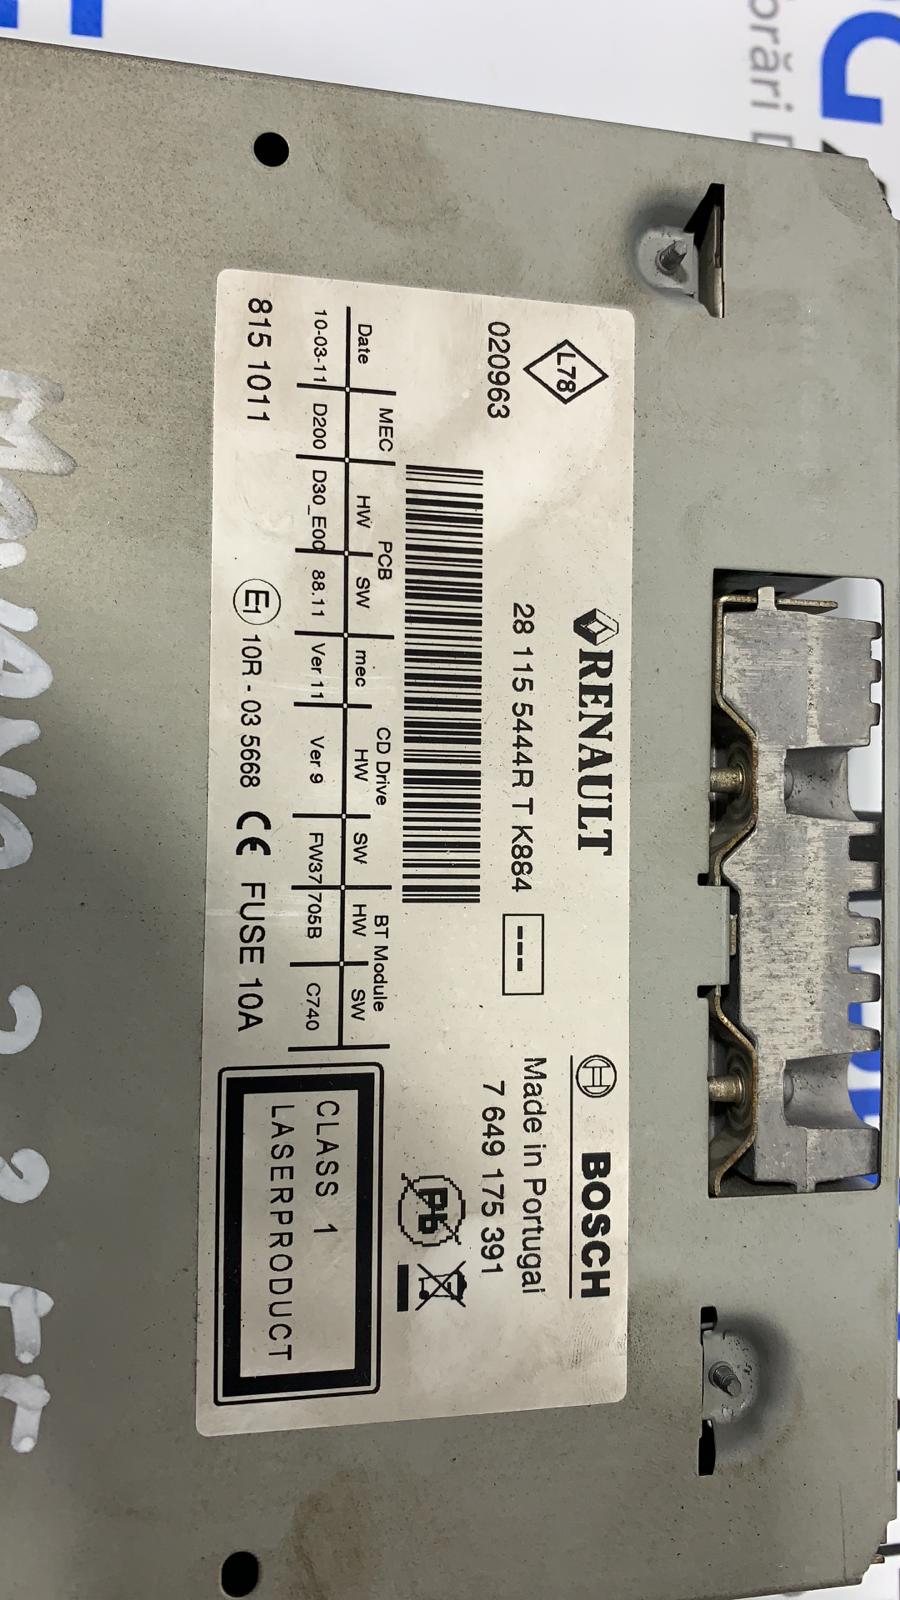 L78
RENAULT
BOSCH
28 115 5444R T K884
---
Made in Portugal
020963
7 649 175 391
MEC
PCB
CD Drive
BT Module
Date
HW
SW
mec
HW
SW
HW
SW
10-03-11
D200
D30_E00
88.11
Ver 11
Ver 9
FW37
705B
C740
Pb
CLASS 1
LASERPRODUCT
815 1011
E1
10R - 03 5668
CE
FUSE 10A